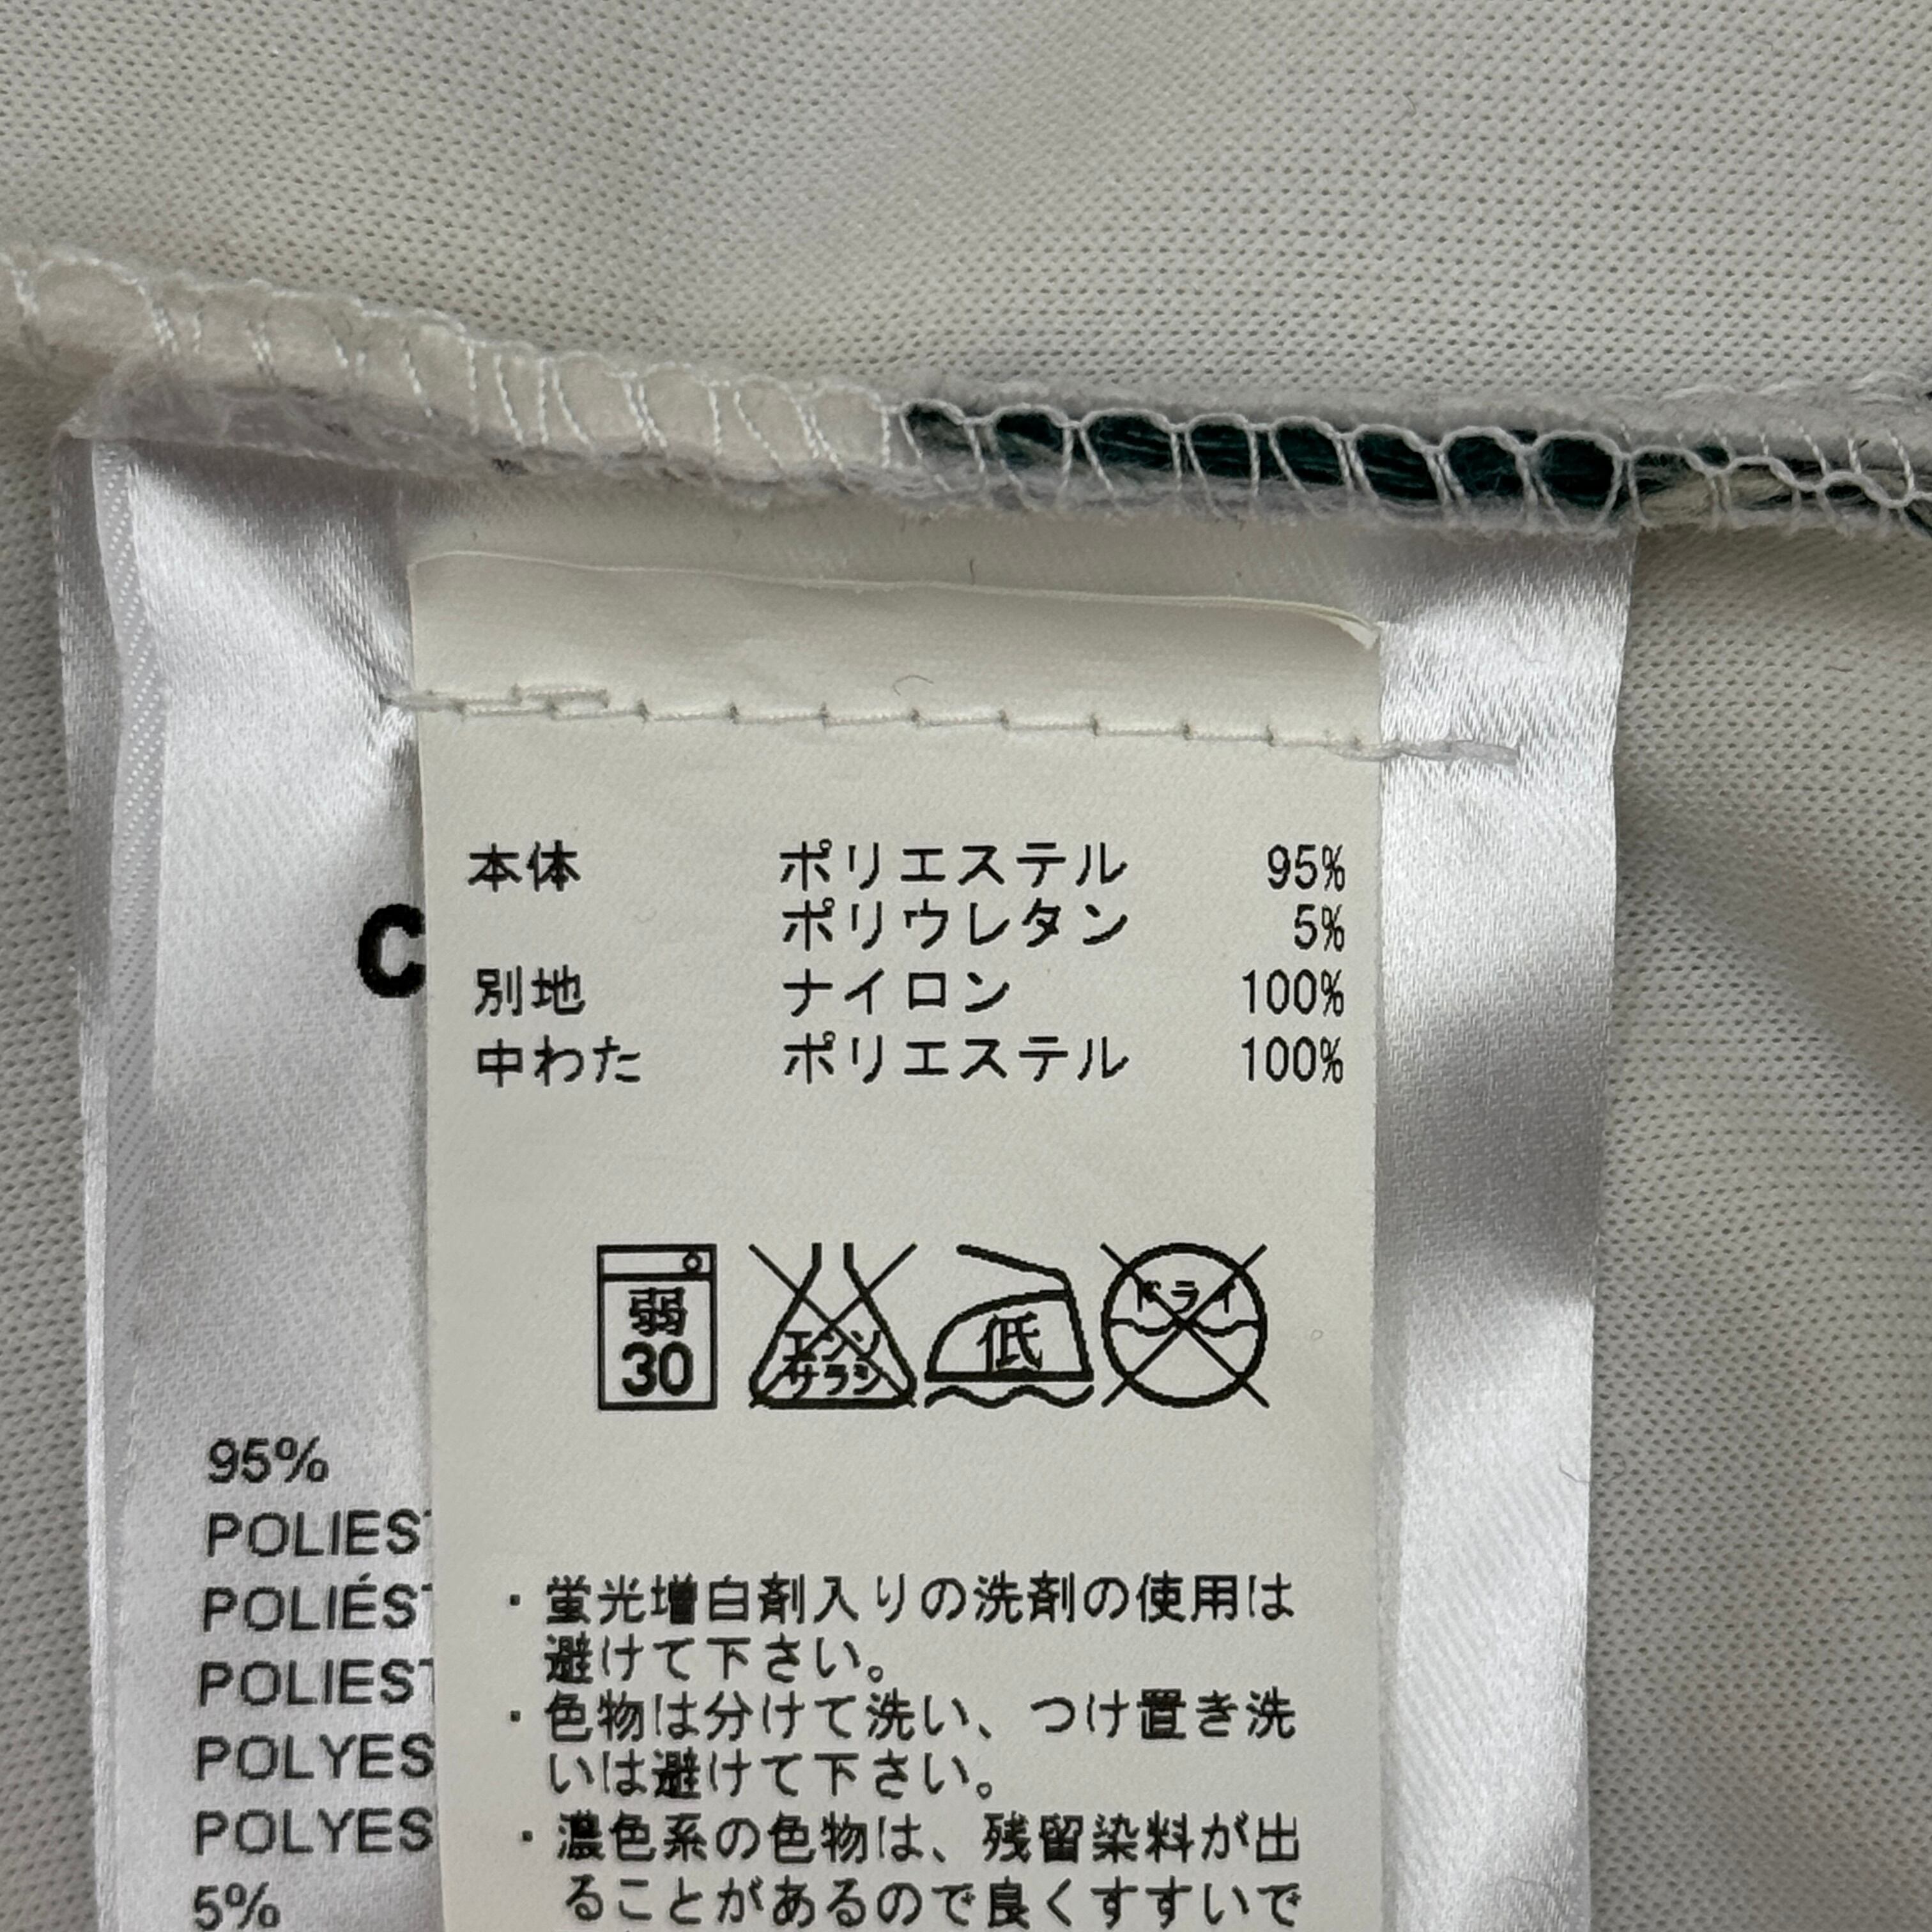 本体 ポリエステル 95%
ポリウレタン 5%
別地 ナイロン 100%
中わた ポリエステル 100%
弱
30
エンソ
サラシ
低
ドライ
・蛍光増白剤入りの洗剤の使用は
避けて下さい。
・色物は分けて洗い、つけ置き洗
いは避けて下さい。
・濃色系の色物は、残留染料が出
ることがあるので良くすすいで
C
95%
POLIEST
POLIÉST
POLIEST
POLYES
POLYES
5%